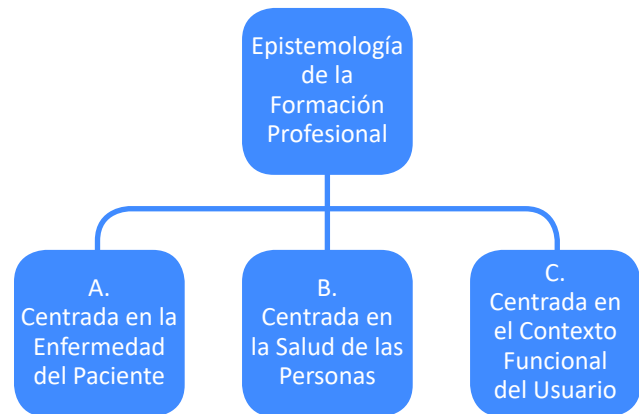 Epistemología
de la
Formación
Profesional
A.
Centrada en la
Enfermedad
del Paciente
B.
Centrada en
la Salud de las
Personas
C.
Centrada en
el Contexto
Funcional
del Usuario